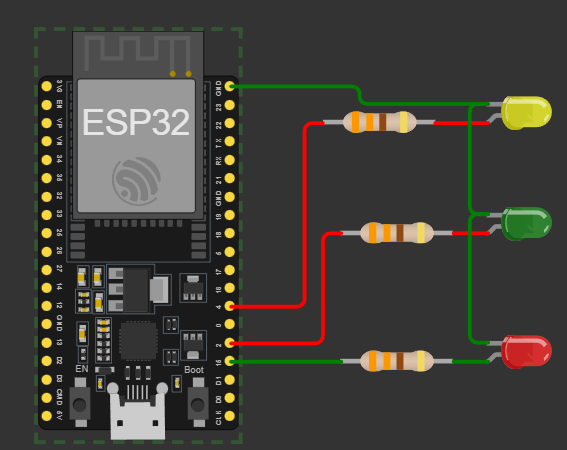 ESP32
3V3
EN
VP
VN
34
35
32
33
25
26
27
14
12
GND
13
D2
D3
CMD
5V
GND
23
22
TX
RX
21
GND
19
18
5
17
16
4
0
2
15
D1
D0
CLK
EN
Boot